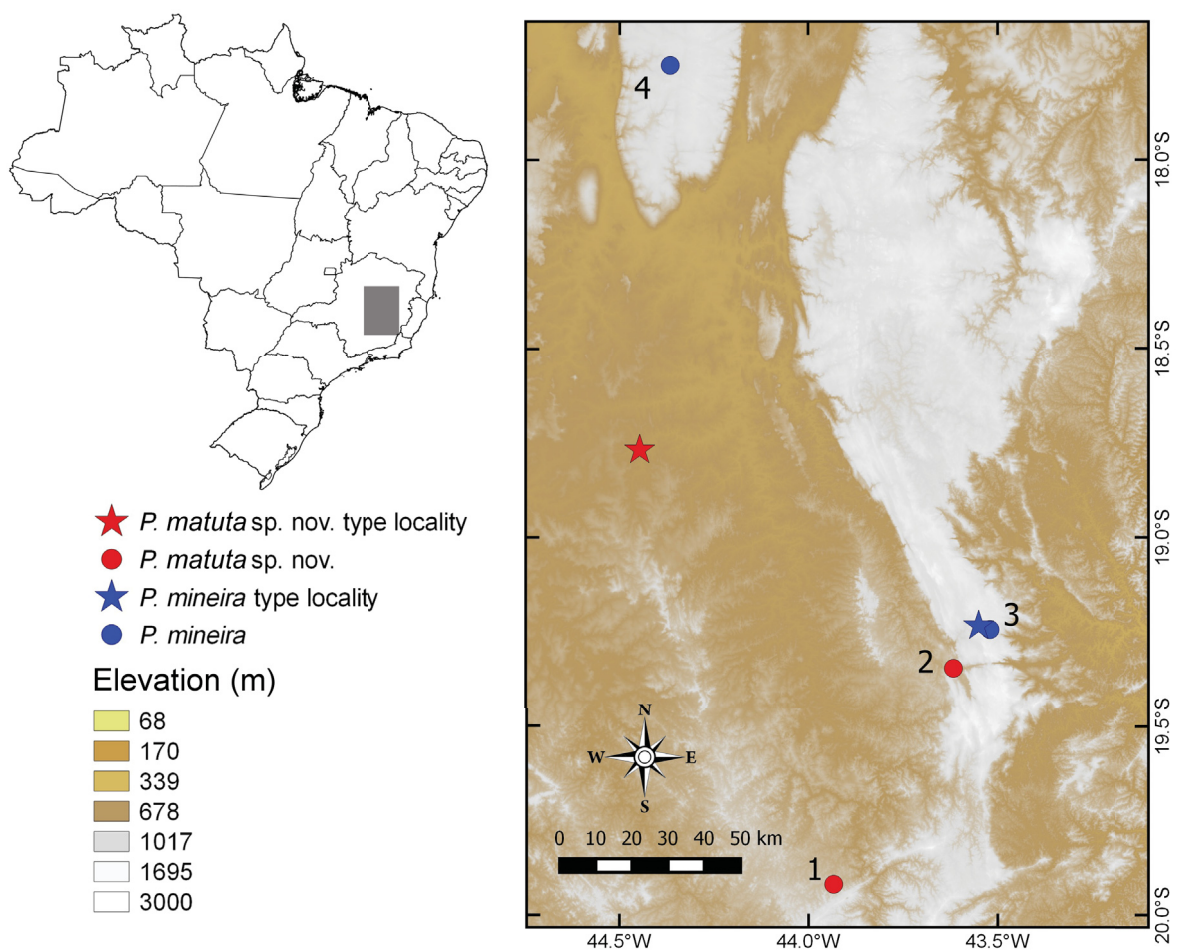 P. matuta sp. nov. type locality
P. matuta sp. nov.
P. mineira type locality
P. mineira
Elevation (m)
68
170
339
678
1017
1695
3000
4
3
2
1
N
W
E
S
0 10 20 30 40 50 km
18.0°S
18.5°S
19.0°S
19.5°S
20.0°S
44.5°W
44.0°W
43.5°W